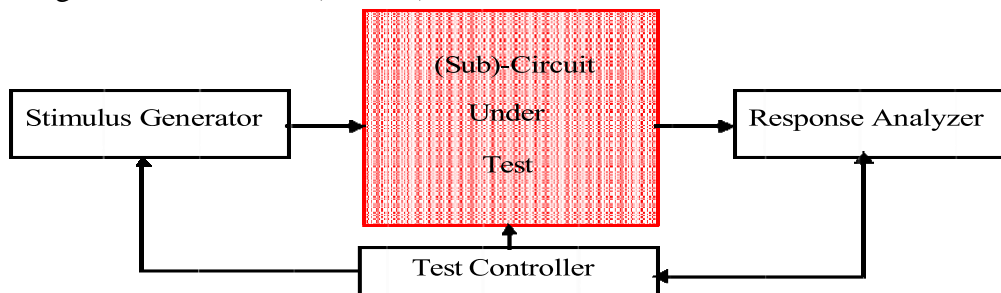 (Sub)-Circuit
Under
Test
Stimulus Generator
Response Analyzer
Test Controller